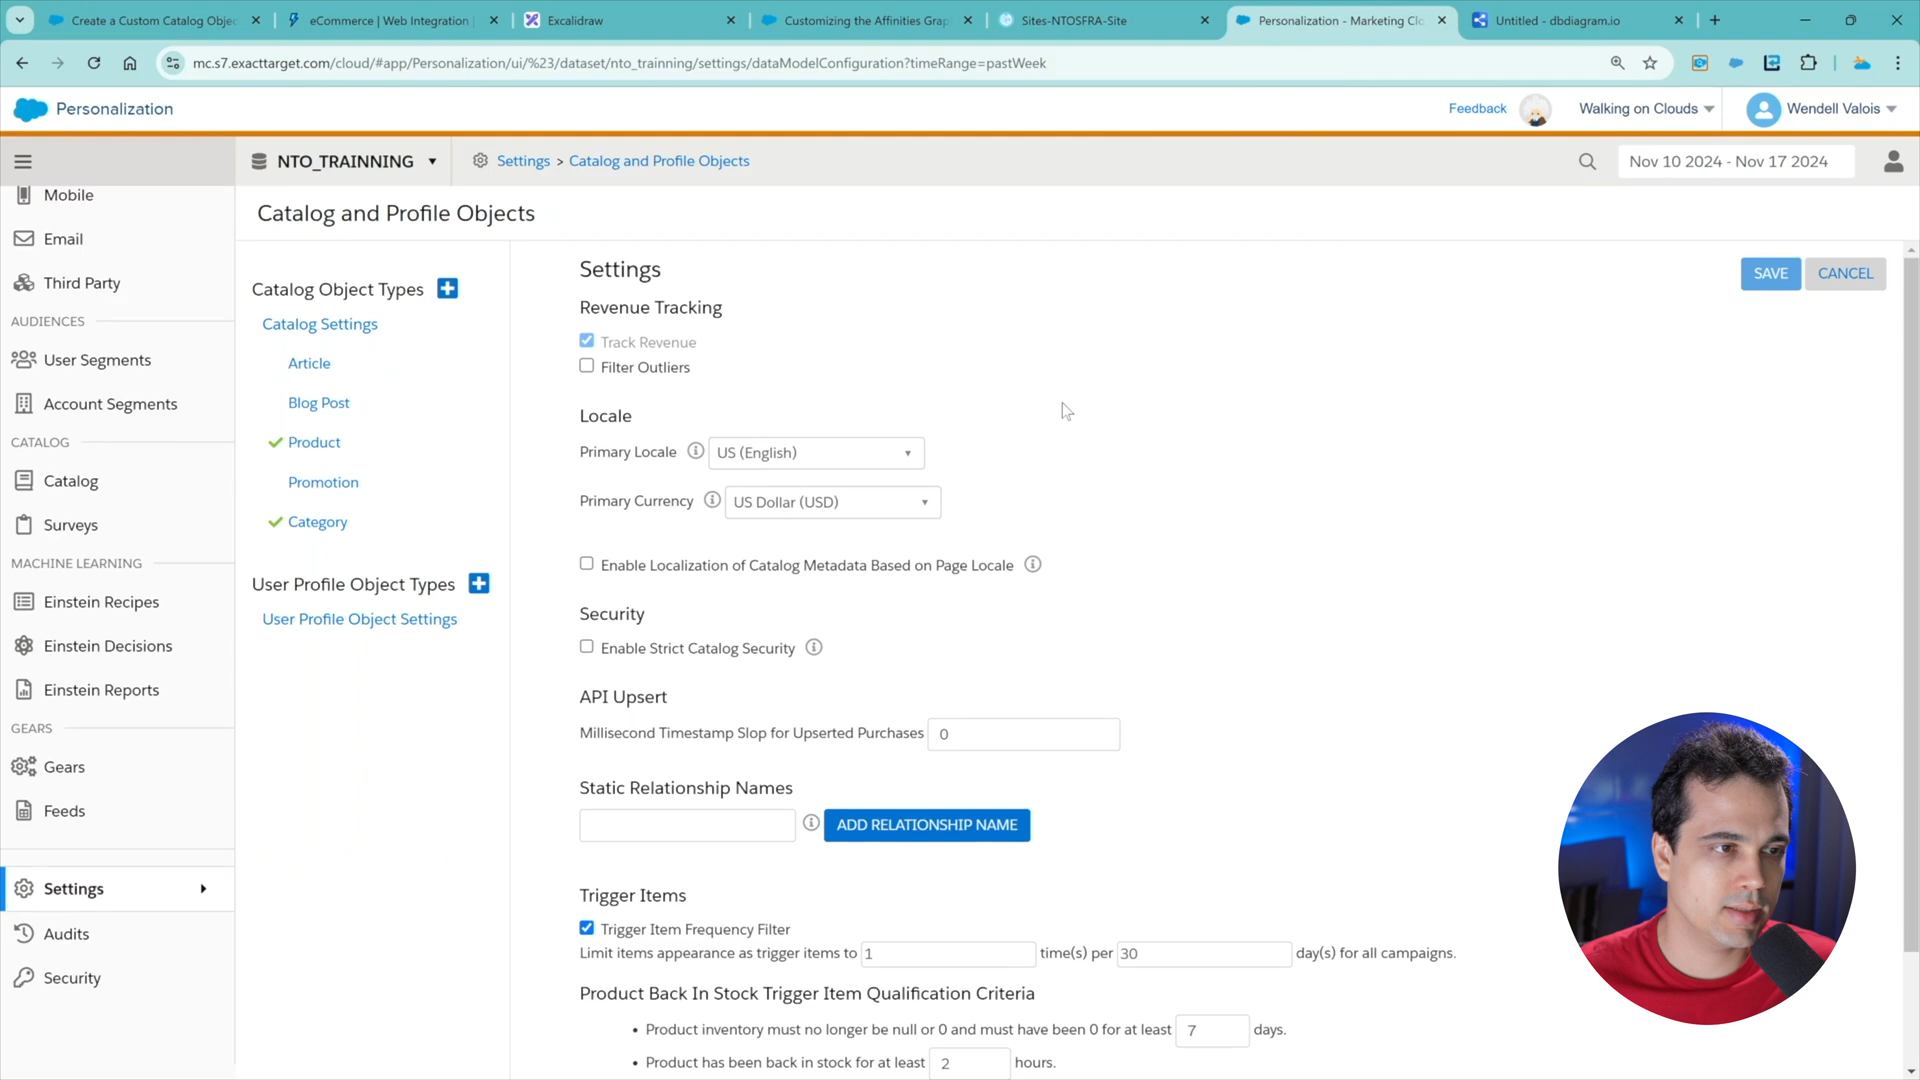 Create a Custom Catalog Objec
eCommerce | Web Integration
Excalidraw
Customizing the Affinities Grap
Sites-NTOSFRA-Site
Personalization - Marketing Clo
Untitled - dbdiagram.io
mc.s7.exacttarget.com/cloud/#app/Personalization/ui/%23/dataset/nto_trainning/settings/dataModelConfiguration?timeRange=pastWeek
Personalization
Feedback
Walking on Clouds
Wendell Valois
NTO_TRAINNING
Settings > Catalog and Profile Objects
Nov 10 2024 - Nov 17 2024
Mobile
Email
Third Party
AUDIENCES
User Segments
Account Segments
CATALOG
Catalog
Surveys
MACHINE LEARNING
Einstein Recipes
Einstein Decisions
Einstein Reports
GEARS
Gears
Feeds
Settings
Audits
Security
Catalog and Profile Objects
Catalog Object Types
Catalog Settings
Article
Blog Post
Product
Promotion
Category
User Profile Object Types
User Profile Object Settings
Settings
SAVE
CANCEL
Revenue Tracking
Track Revenue
Filter Outliers
Locale
Primary Locale US (English)
Primary Currency US Dollar (USD)
Enable Localization of Catalog Metadata Based on Page Locale
Security
Enable Strict Catalog Security
API Upsert
Millisecond Timestamp Slop for Upserted Purchases 0
Static Relationship Names
ADD RELATIONSHIP NAME
Trigger Items
Trigger Item Frequency Filter
Limit items appearance as trigger items to 1 time(s) per 30 day(s) for all campaigns.
Product Back In Stock Trigger Item Qualification Criteria
• Product inventory must no longer be null or 0 and must have been 0 for at least 7 days.
• Product has been back in stock for at least 2 hours.